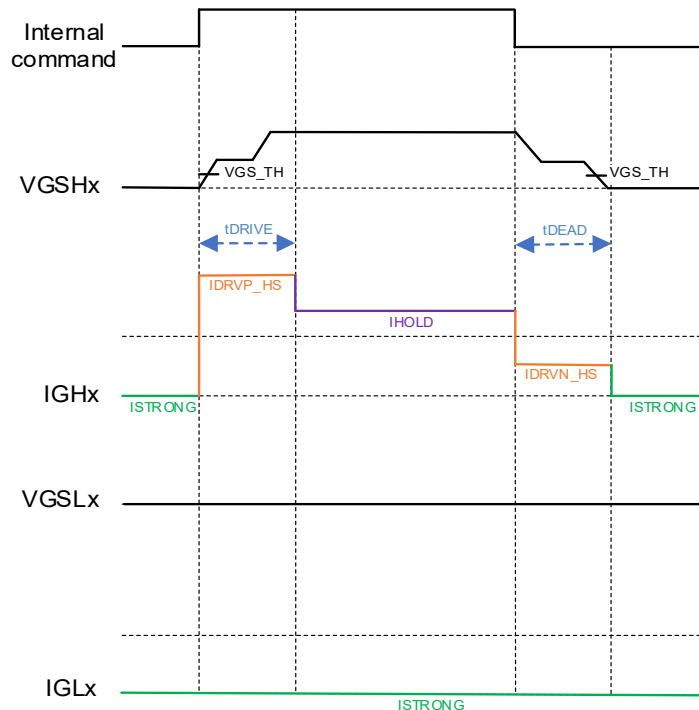 Internal
command
VGS_TH
VGS_TH
VGSHx
tDRIVE
tDEAD
IDRVP_HS
IHOLD
IDRVN_HS
IGHx
ISTRONG
ISTRONG
VGSLx
IGLx
ISTRONG